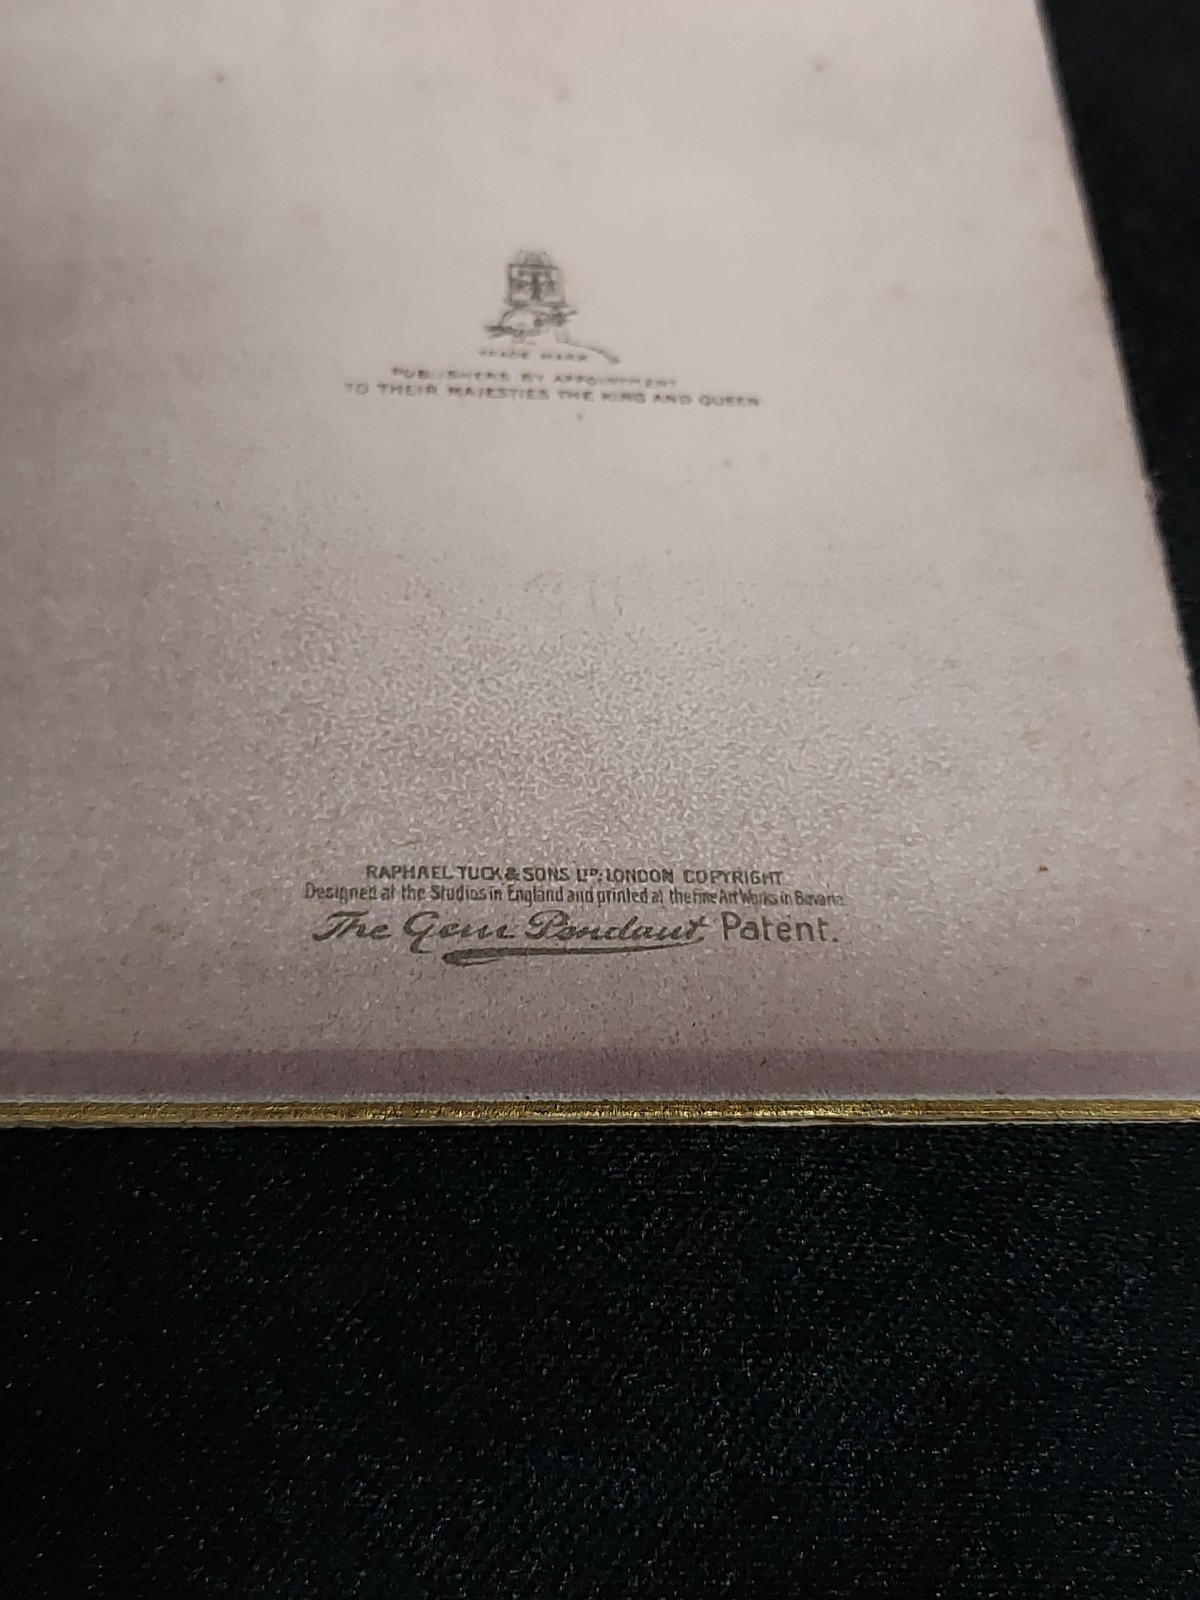 TRADE MARK
PUBLISHERS BY APPOINTMENT
TO THEIR MAJESTIES THE KING AND QUEEN
RAPHAEL TUCK & SONS LTD; LONDON COPYRIGHT
Designed at the Studios in England and printed at the Fine Art Works in Bavaria
The Gem Pendant Patent.